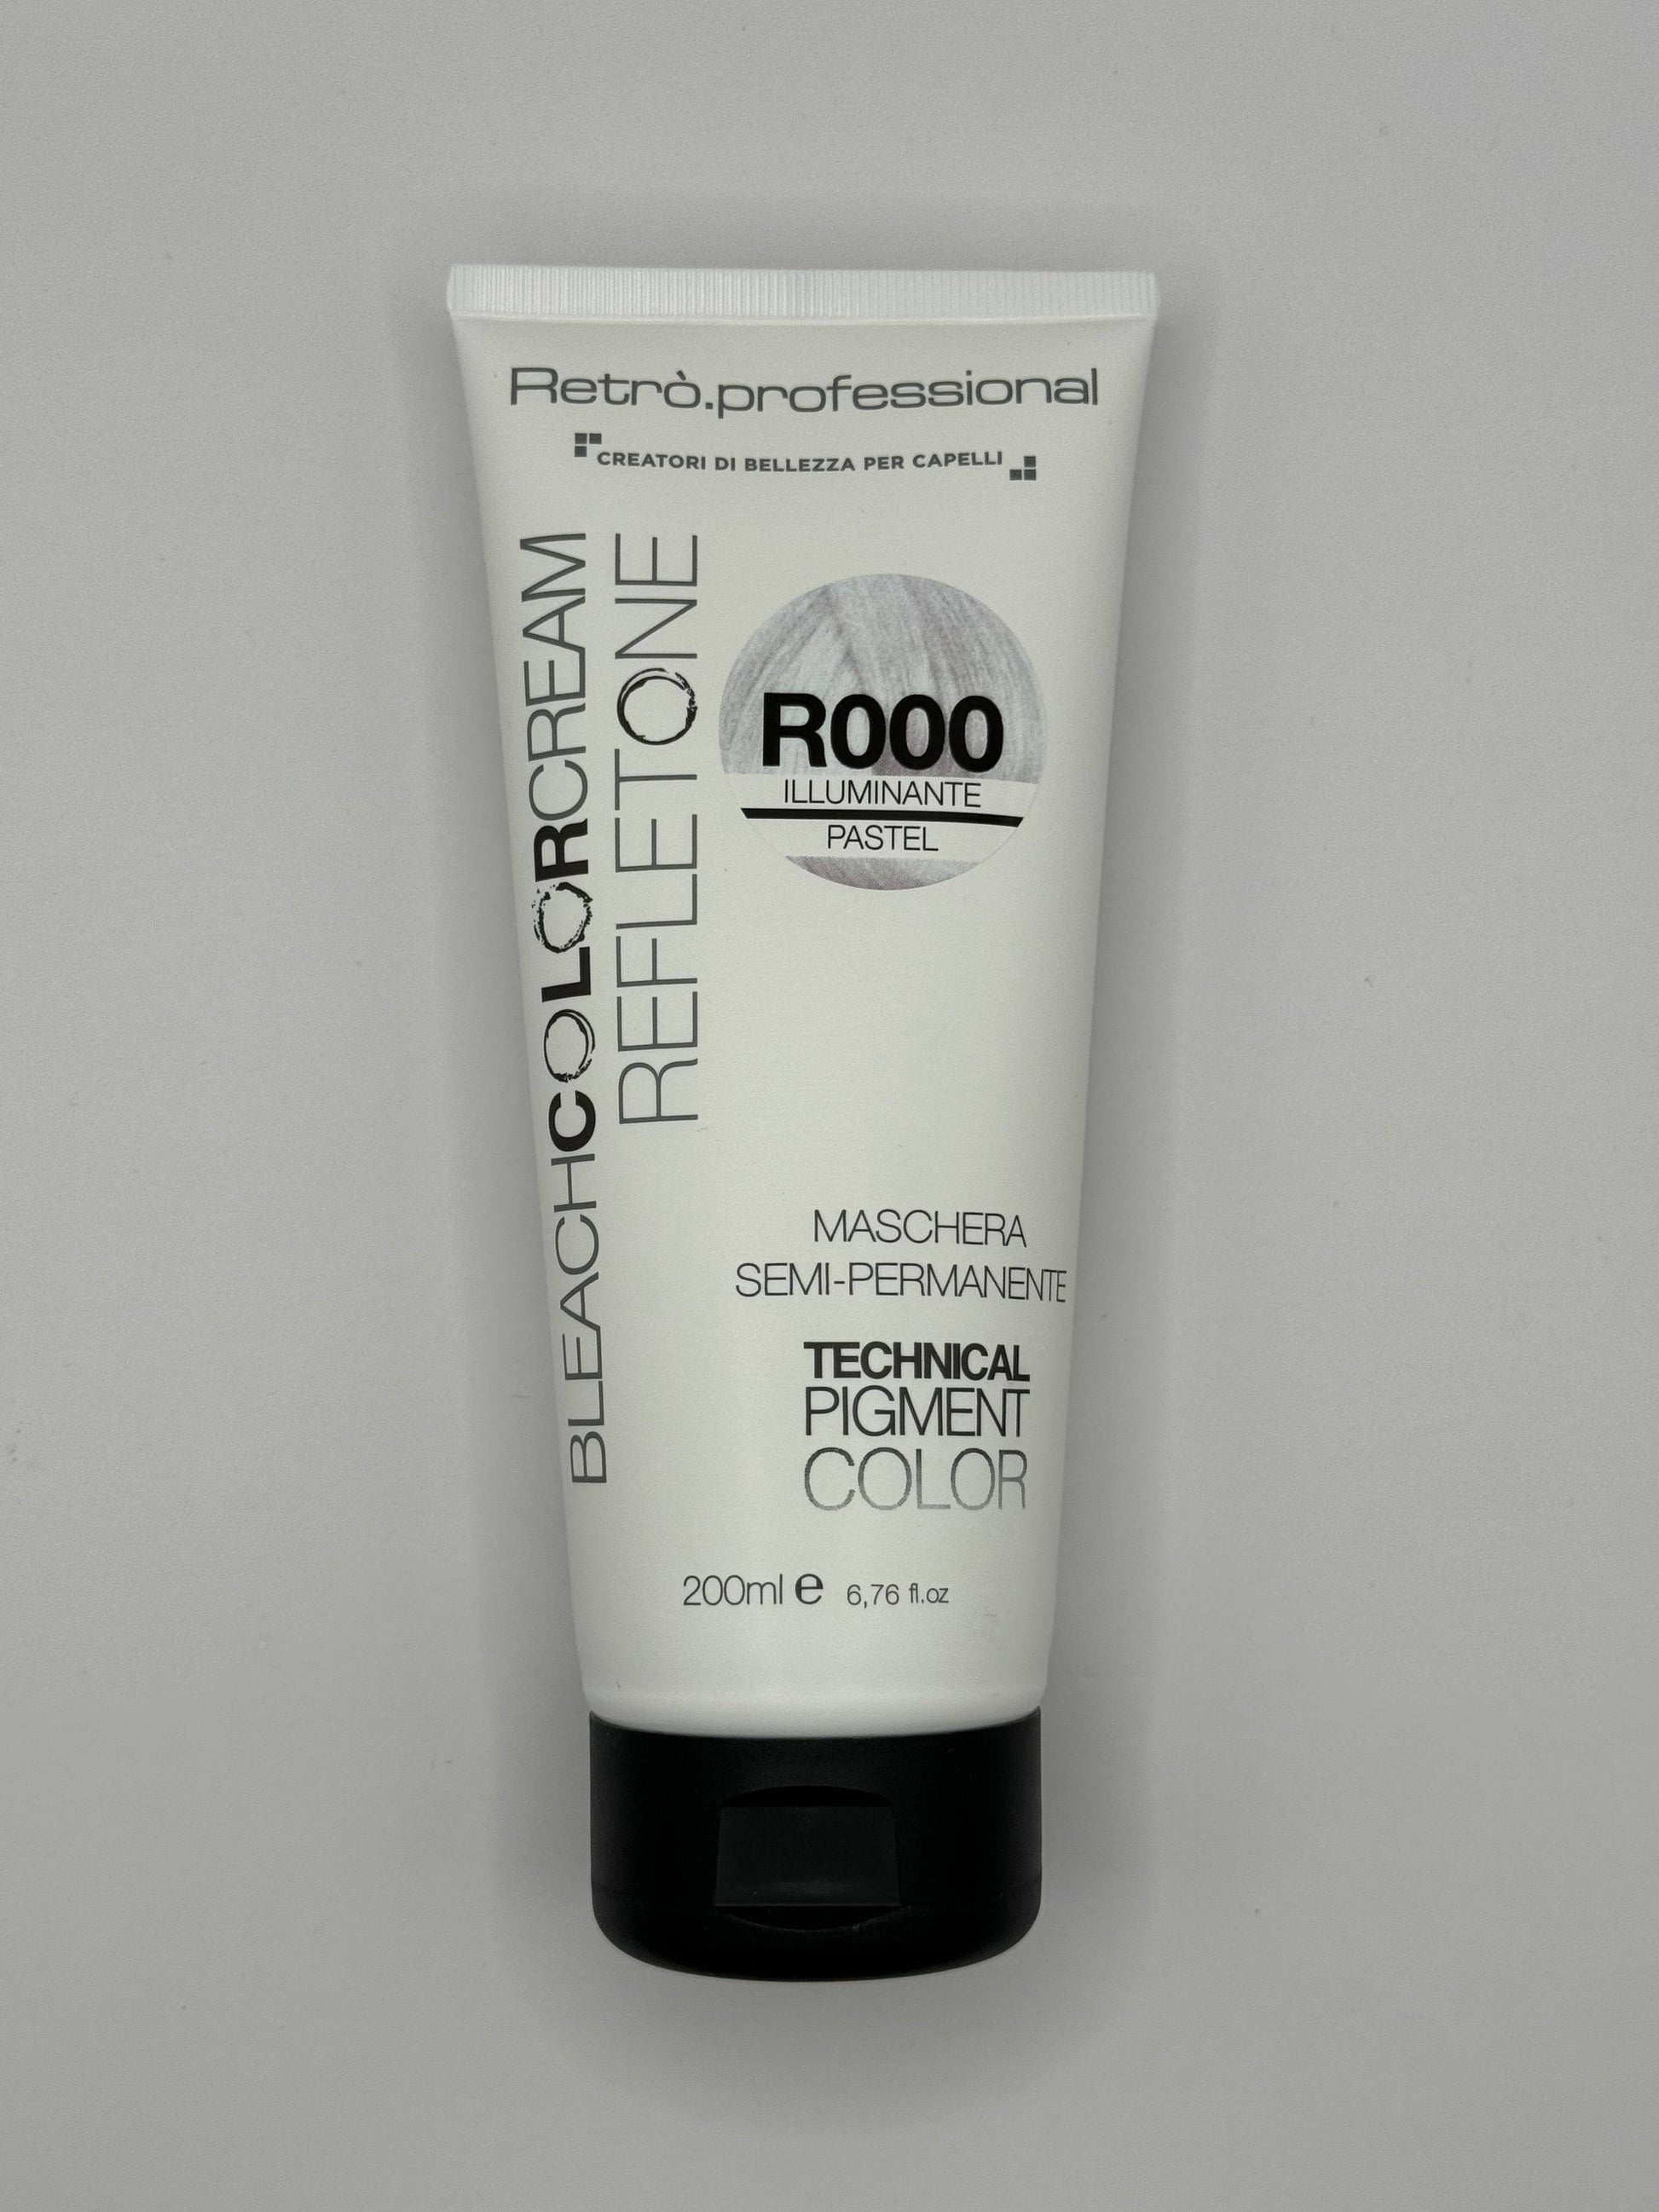 Retrò.professional
CREATORI DI BELLEZZA PER CAPELLI
BLEACHCOLORCREAM
REFLETONE
R000
ILLUMINANTE
PASTEL
MASCHERA
SEMI-PERMANENTE
TECHNICAL
PIGMENT
COLOR
200ml e 6,76 fl.oz